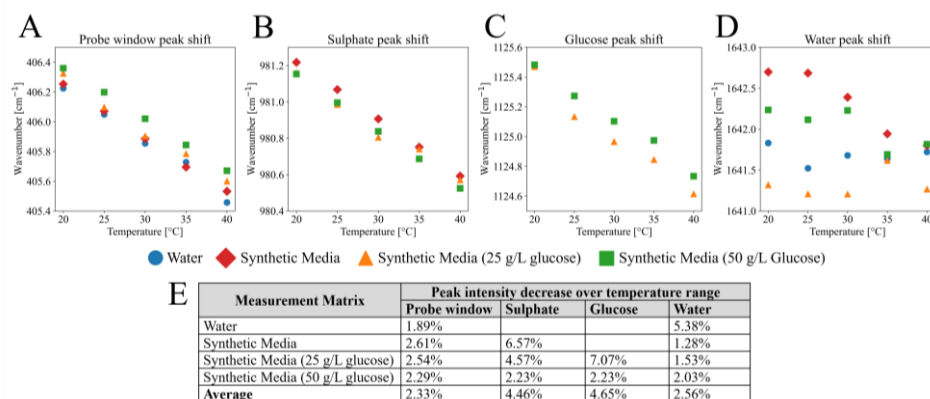 A
Probe window peak shift
Wavenumber [cm⁻¹]
406.4
406.2
406.0
405.8
405.6
405.4
20 25 30 35 40
Temperature [°C]
B
Sulphate peak shift
Wavenumber [cm⁻¹]
981.2
981.0
980.8
980.6
980.4
20 25 30 35 40
Temperature [°C]
C
Glucose peak shift
Wavenumber [cm⁻¹]
1125.6
1125.4
1125.2
1125.0
1124.8
1124.6
20 25 30 35 40
Temperature [°C]
D
Water peak shift
Wavenumber [cm⁻¹]
1643.0
1642.5
1642.0
1641.5
1641.0
20 25 30 35 40
Temperature [°C]
Water Synthetic Media Synthetic Media (25 g/L glucose) Synthetic Media (50 g/L Glucose)
E
Measurement Matrix Peak intensity decrease over temperature range
Probe window Sulphate Glucose Water
Water 1.89% 5.38%
Synthetic Media 2.61% 6.57% 1.28%
Synthetic Media (25 g/L glucose) 2.54% 4.57% 7.07% 1.53%
Synthetic Media (50 g/L glucose) 2.29% 2.23% 2.23% 2.03%
Average 2.33% 4.46% 4.65% 2.56%